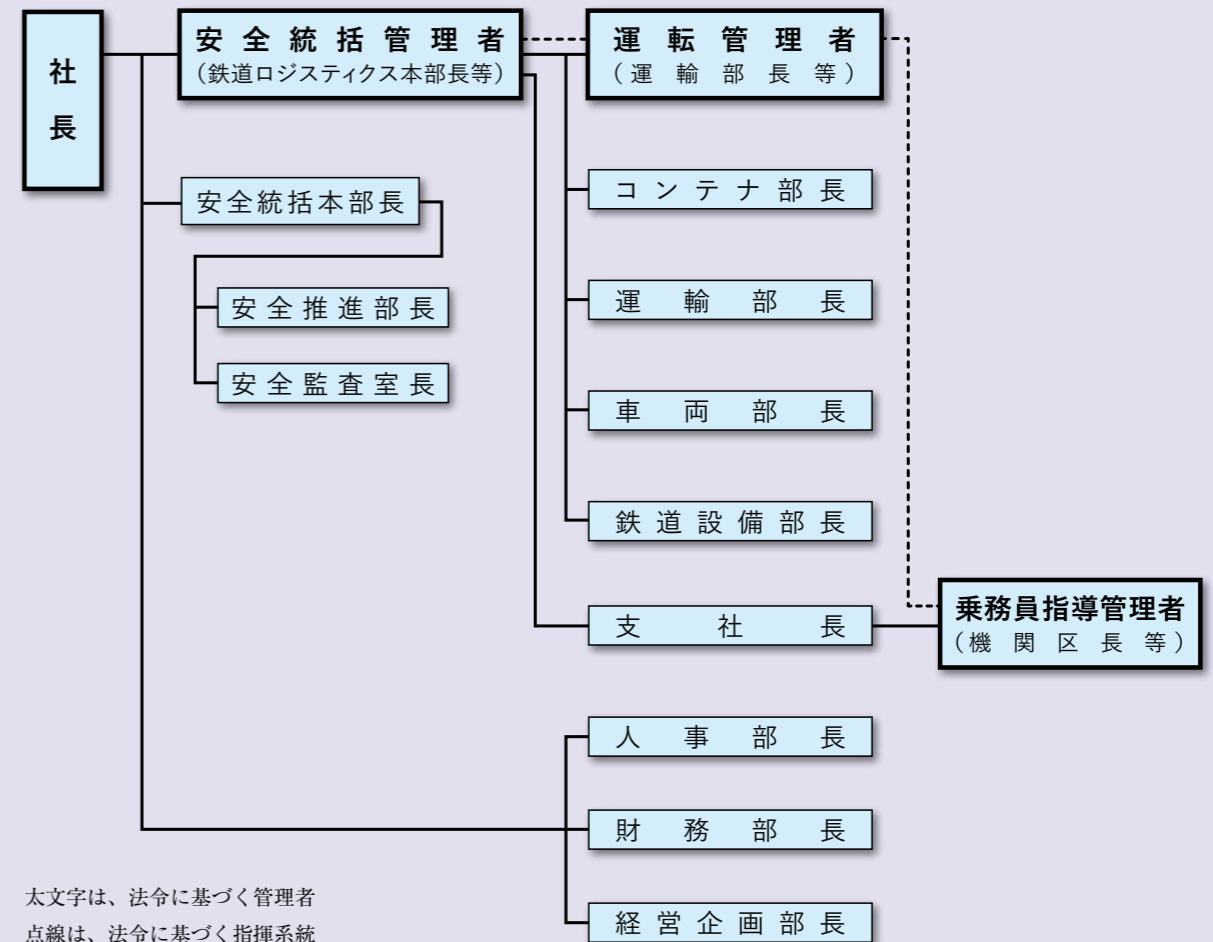 社長
安全統括管理者
（鉄道ロジスティクス本部長等）
運転管理者
（運輸部長等）
安全統括本部長
安全推進部長
安全監査室長
コンテナ部長
運輸部長
車両部長
鉄道設備部長
支社長
乗務員指導管理者
（機関区長等）
人事部長
財務部長
経営企画部長
太文字は、法令に基づく管理者
点線は、法令に基づく指揮系統